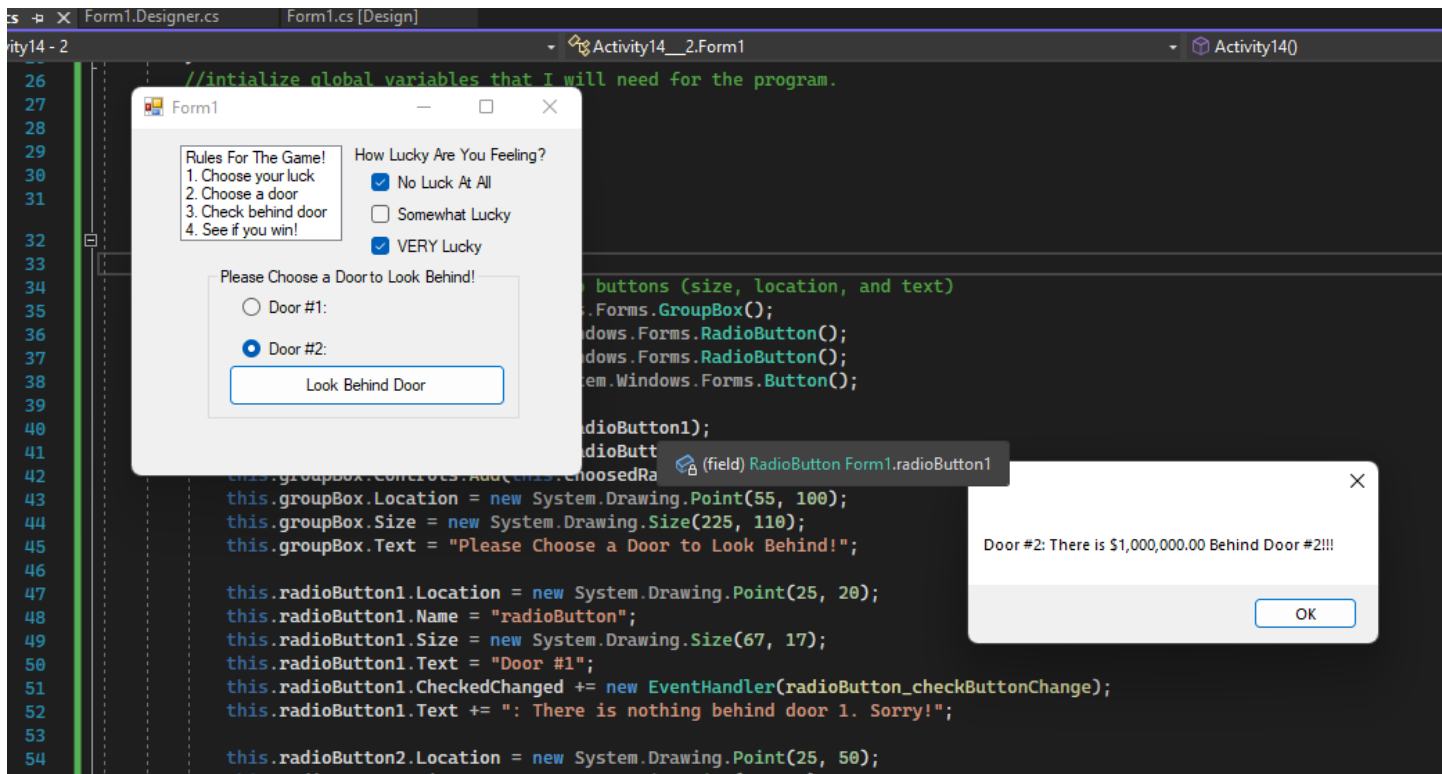 cs Form1.Designer.cs Form1.cs [Design]
ity14 - 2 Activity14__2.Form1 Activity14()
26 //intialize global variables that I will need for the program.
27
28
29
30
31
32
33
34 buttons (size, location, and text)
35 .Forms.GroupBox();
36 dows.Forms.RadioButton();
37 dows.Forms.RadioButton();
38 em.Windows.Forms.Button();
39
40 dioButton1);
41 dioButt
42 this.groupBox.Controls.Add(this.choosedRa
43 this.groupBox.Location = new System.Drawing.Point(55, 100);
44 this.groupBox.Size = new System.Drawing.Size(225, 110);
45 this.groupBox.Text = "Please Choose a Door to Look Behind!";
46
47 this.radioButton1.Location = new System.Drawing.Point(25, 20);
48 this.radioButton1.Name = "radioButton";
49 this.radioButton1.Size = new System.Drawing.Size(67, 17);
50 this.radioButton1.Text = "Door #1";
51 this.radioButton1.CheckedChanged += new EventHandler(radioButton_checkButtonChange);
52 this.radioButton1.Text += ": There is nothing behind door 1. Sorry!";
53
54 this.radioButton2.Location = new System.Drawing.Point(25, 50);
Form1
Rules For The Game!
1. Choose your luck
2. Choose a door
3. Check behind door
4. See if you win!
How Lucky Are You Feeling?
No Luck At All
Somewhat Lucky
VERY Lucky
Please Choose a Door to Look Behind!
Door #1:
Door #2:
Look Behind Door
(field) RadioButton Form1.radioButton1
Door #2: There is $1,000,000.00 Behind Door #2!!!
OK